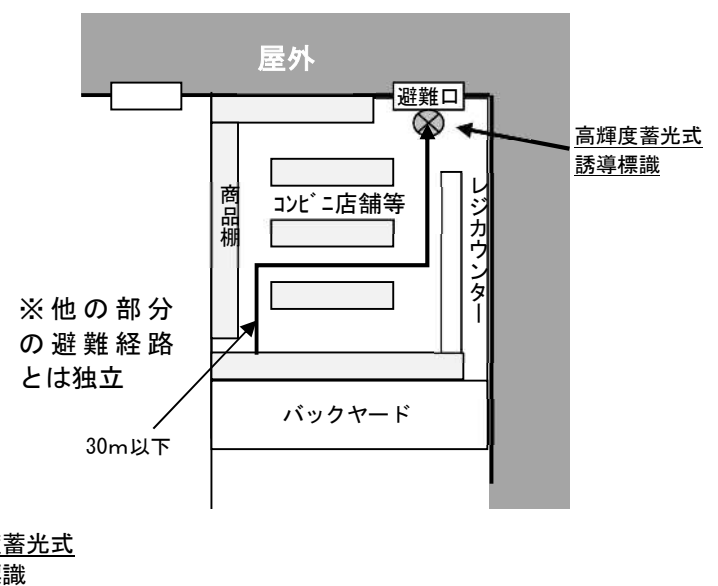 屋外
避難口
高輝度蓄光式
誘導標識
商品棚
コンビニ店舗等
レジカウンター
※他の部分
の避難経路
とは独立
30m以下
バックヤード
蓄光式
識